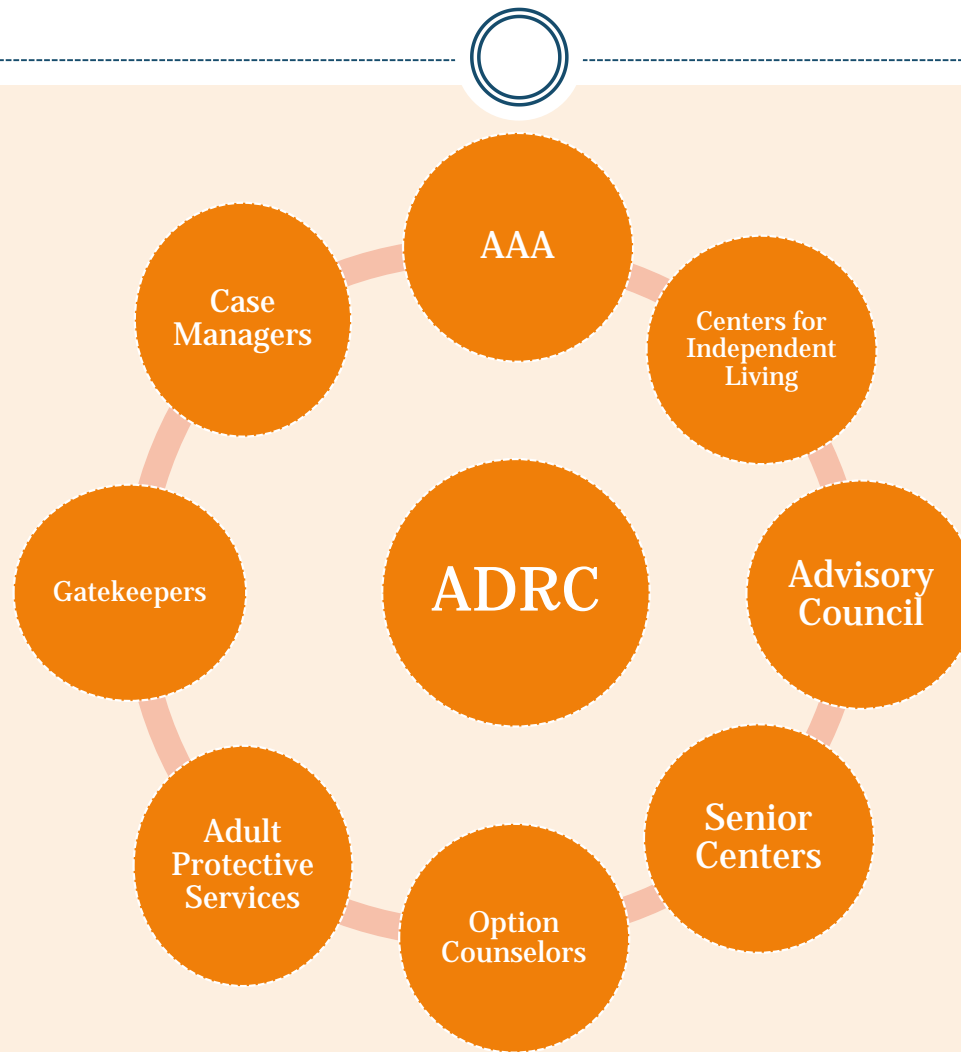 AAA
Centers for
Independent
Living
Advisory
Council
Senior
Centers
Option
Counselors
Adult
Protective
Services
Gatekeepers
Case
Managers
ADRC